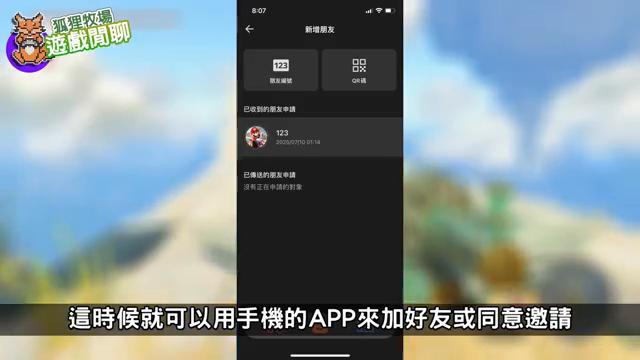 狐狸牧場
遊戲閒聊
8:07
新增朋友
123
朋友編號
QR碼
已收到的朋友申請
123
2025/07/10 01:14
已傳送的朋友申請
沒有正在申請的對象
這時候就可以用手機的APP來加好友或同意邀請